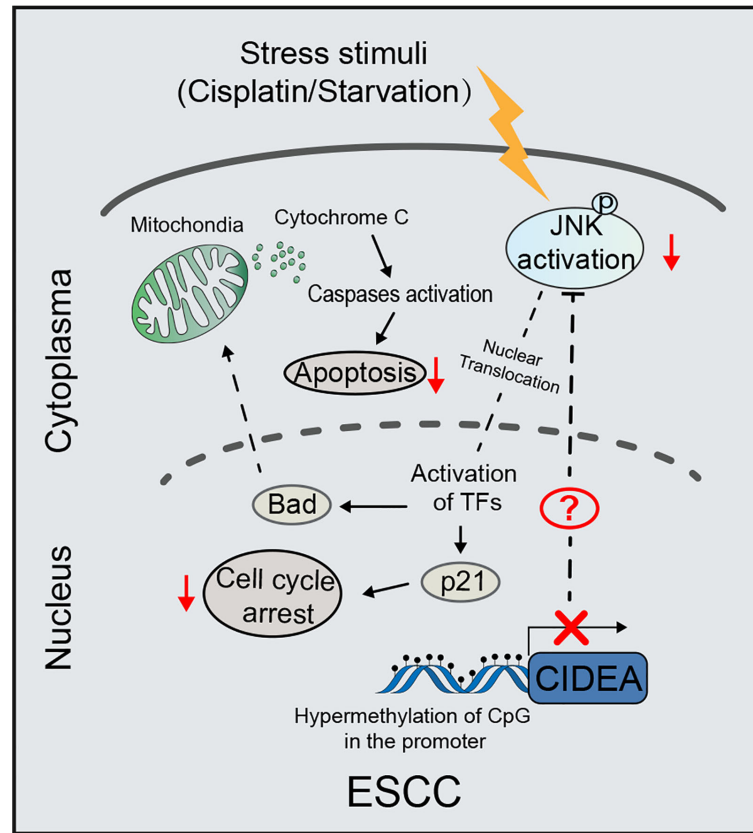 Stress stimuli
(Cisplatin/Starvation）
Mitochondia
Cytochrome C
p
JNK
activation
Caspases activation
Nuclear
Translocation
Apoptosis
Cytoplasma
Activation
of TFs
Bad
?
p21
Cell cycle
arrest
Nucleus
CIDEA
Hypermethylation of CpG
in the promoter
ESCC